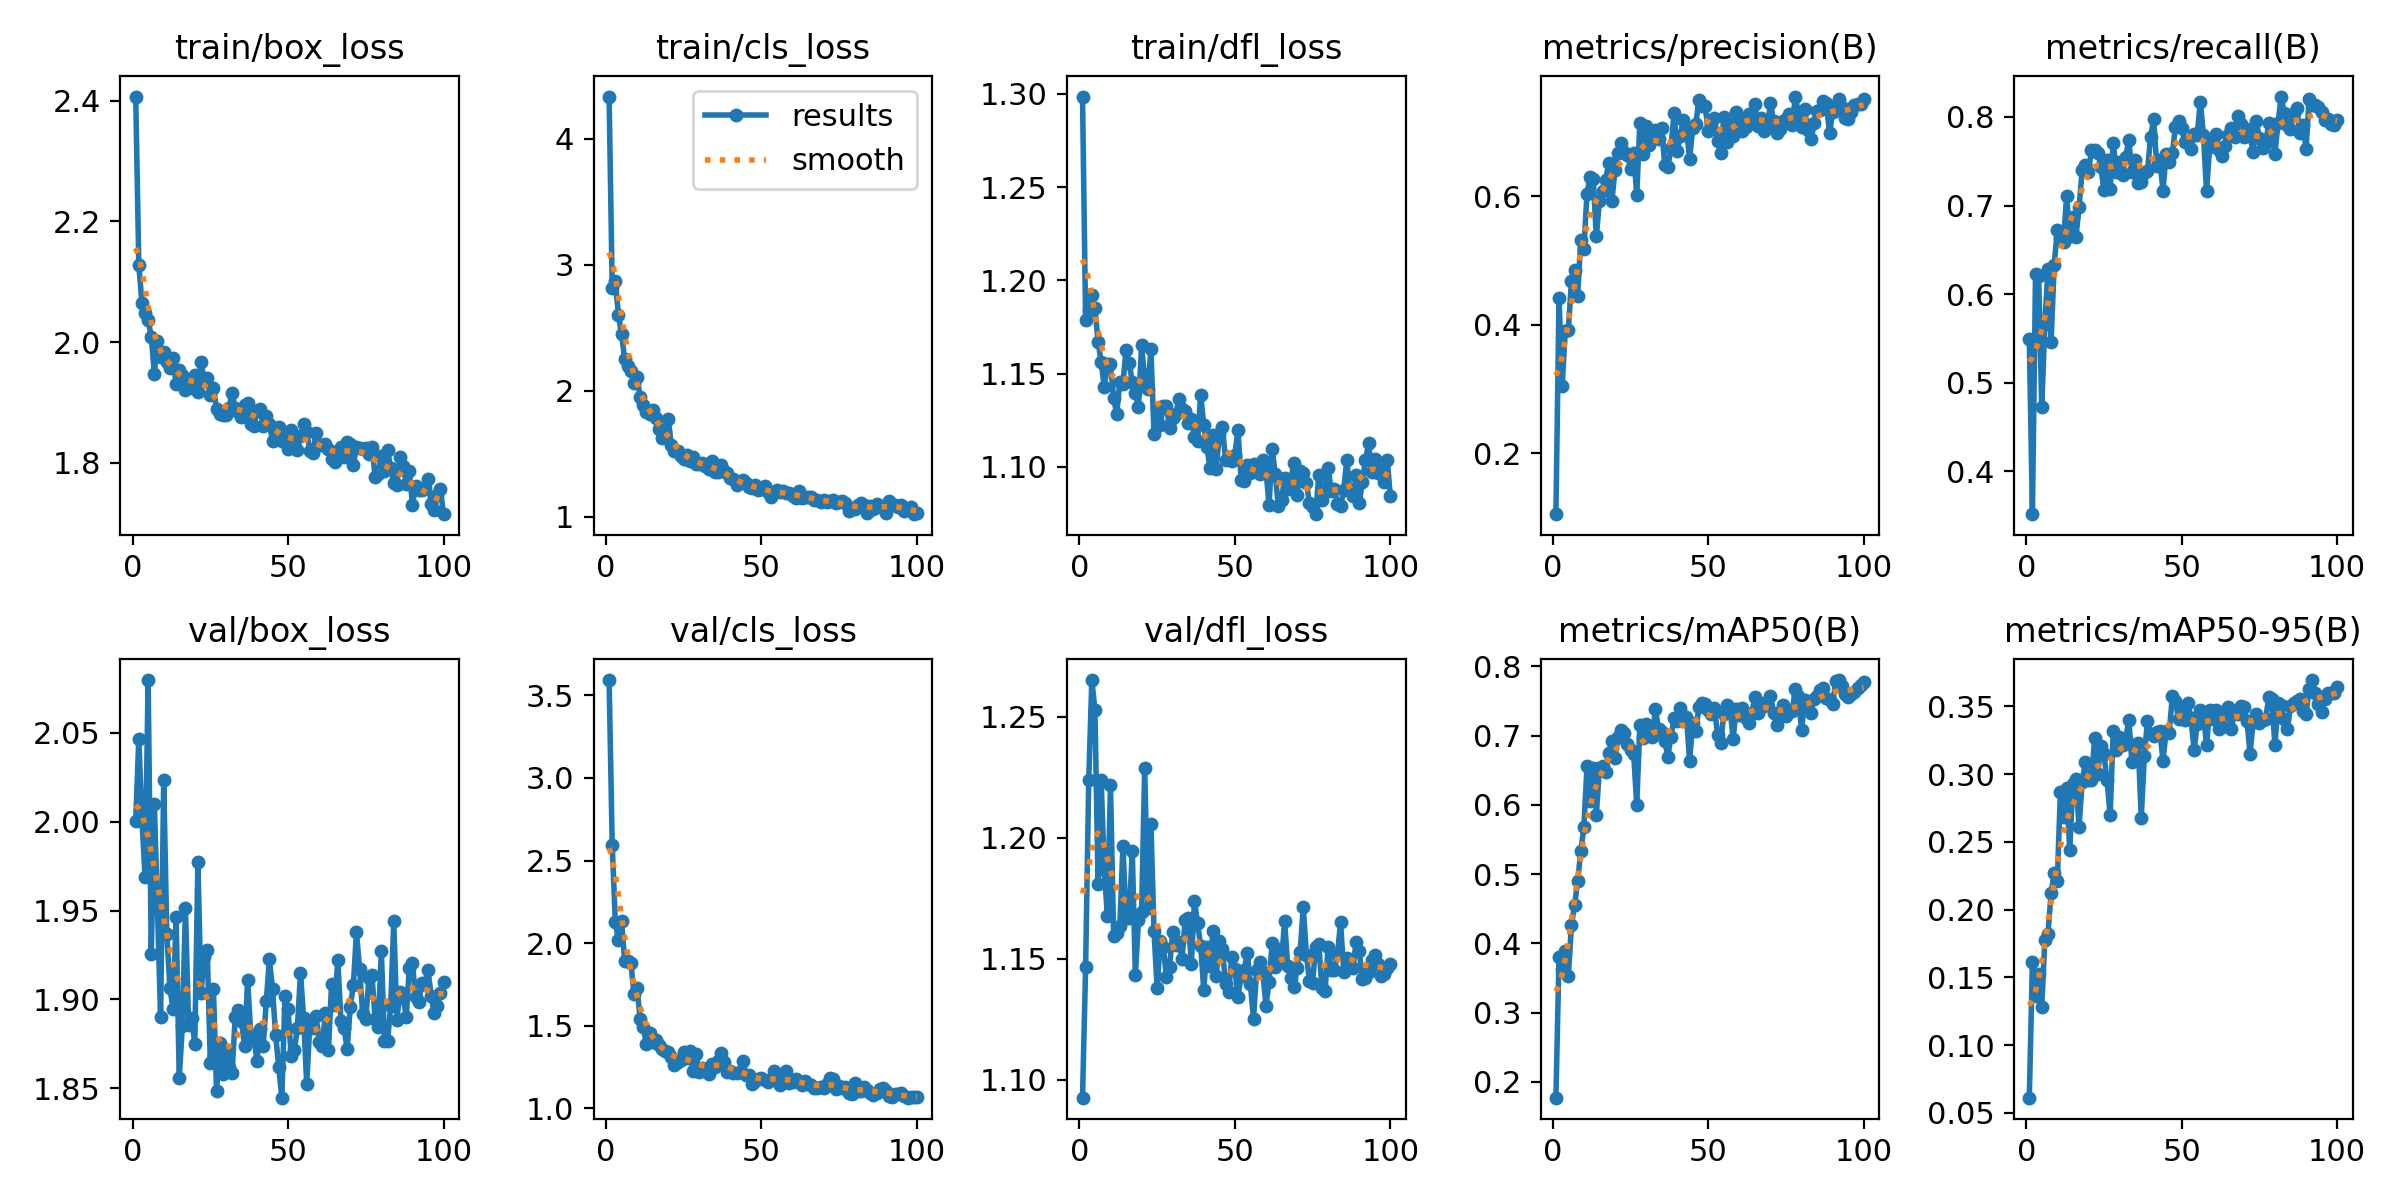 train/box_loss
2.4
2.2
2.0
1.8
0 50 100
train/cls_loss
results
smooth
4
3
2
1
0 50 100
train/dfl_loss
1.30
1.25
1.20
1.15
1.10
0 50 100
metrics/precision(B)
0.6
0.4
0.2
0 50 100
metrics/recall(B)
0.8
0.7
0.6
0.5
0.4
0 50 100
val/box_loss
2.05
2.00
1.95
1.90
1.85
0 50 100
val/cls_loss
3.5
3.0
2.5
2.0
1.5
1.0
0 50 100
val/dfl_loss
1.25
1.20
1.15
1.10
0 50 100
metrics/mAP50(B)
0.8
0.7
0.6
0.5
0.4
0.3
0.2
0 50 100
metrics/mAP50-95(B)
0.35
0.30
0.25
0.20
0.15
0.10
0.05
0 50 100